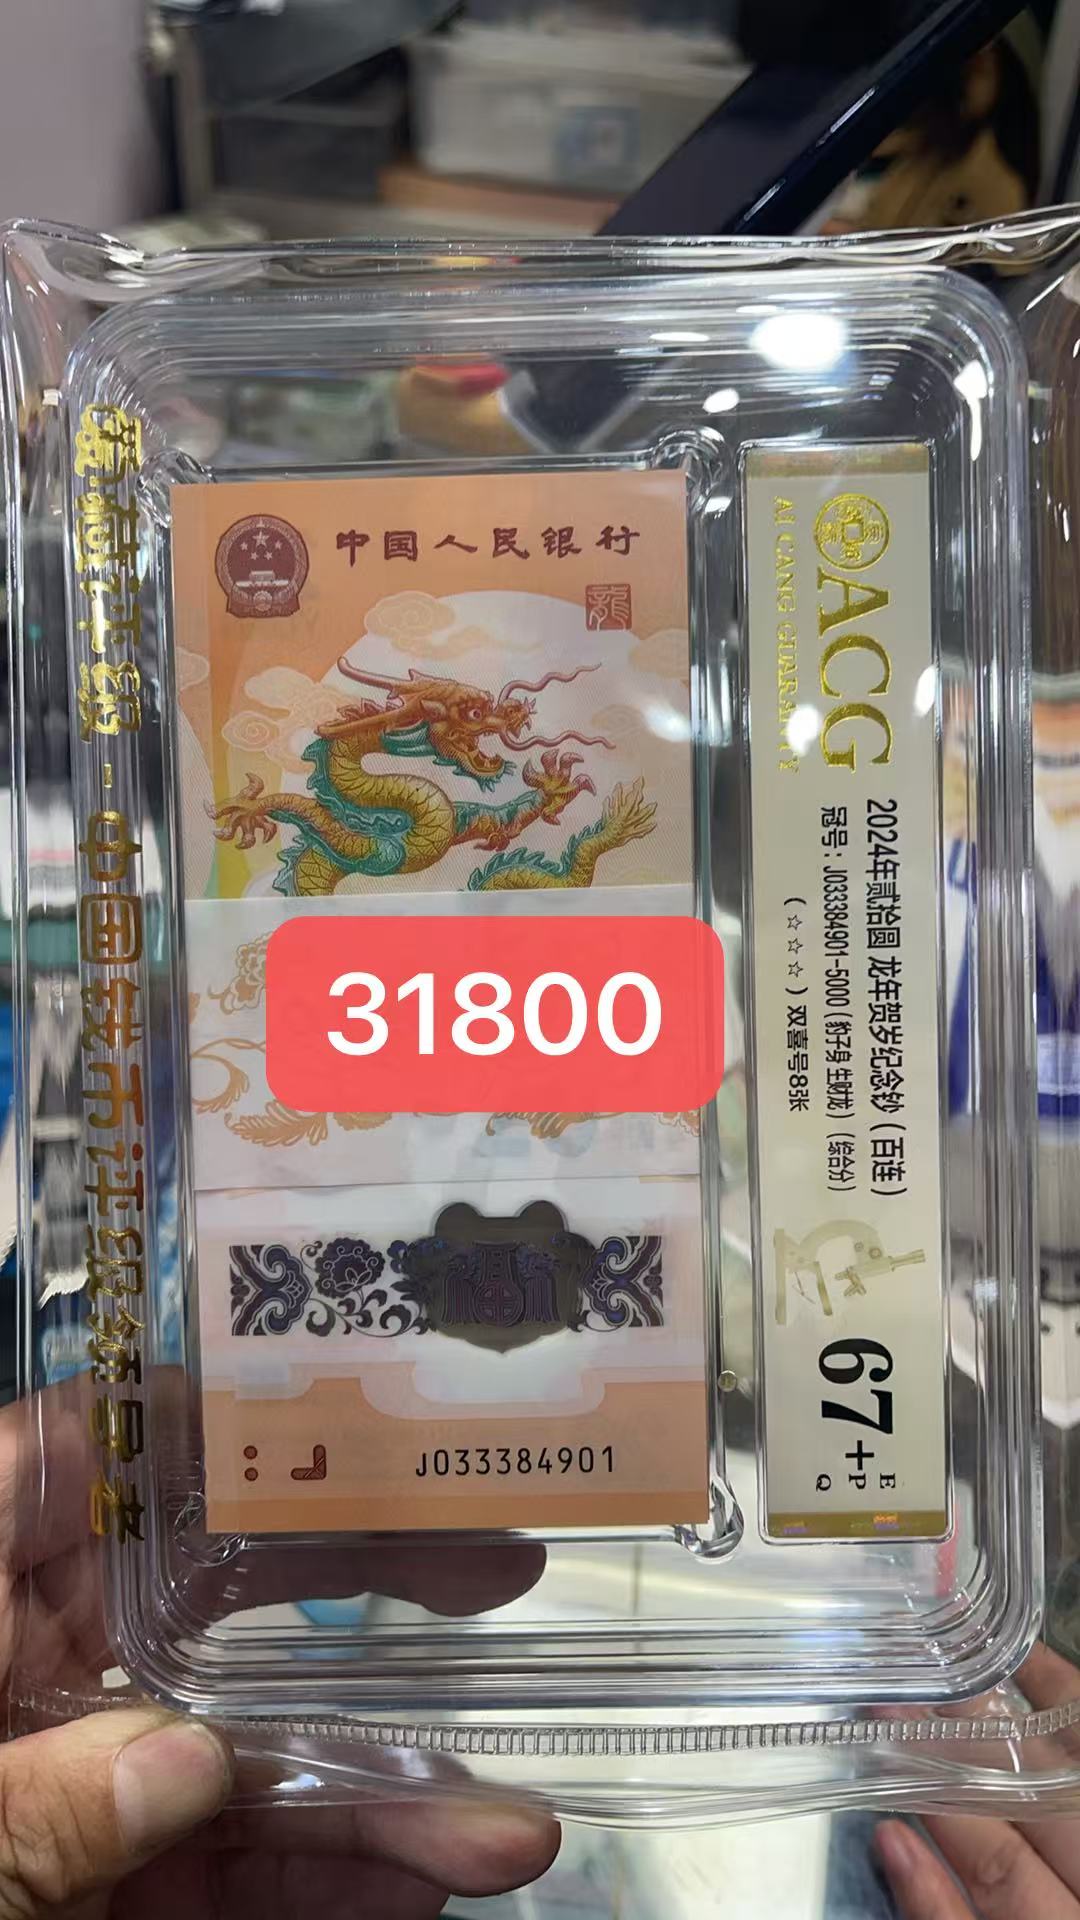 爱藏评级·中国钱币评级领导者
中国人民银行
龍
31800
J033384901
ACG
AI CANG GUARANTY
2024年贰拾圆 龙年贺岁纪念钞（百连）
冠号：J033384901-5000（豹子身 生财龙）（综合分）
（☆☆☆）双喜号8张
67+
E
P
Q